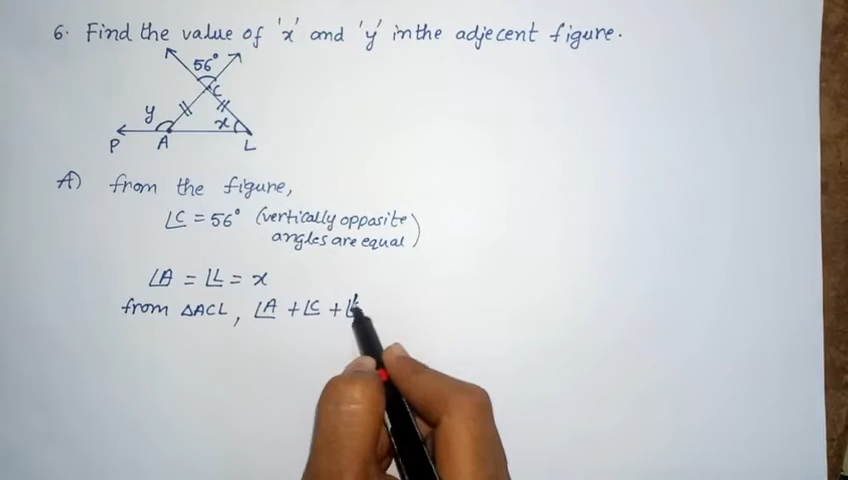 6. Find the value of 'x' and 'y' in the adjecent figure.
56°
C
y
x
P A L
A) from the figure,
∠C = 56° (vertically opposite
angles are equal)
∠A = ∠L = x
from △ACL, ∠A + ∠C + ∠